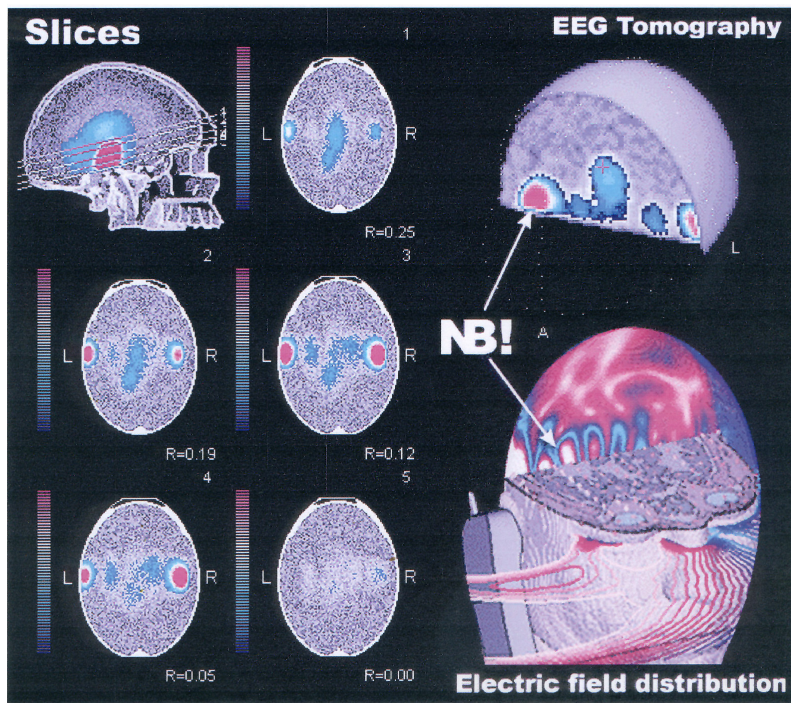 Slices
EEG Tomography
1
L R
R=0.25
2
L R
R=0.19
3
L R
R=0.12
4
L R
R=0.05
5
L R
R=0.00
L
NB!
A
Electric field distribution